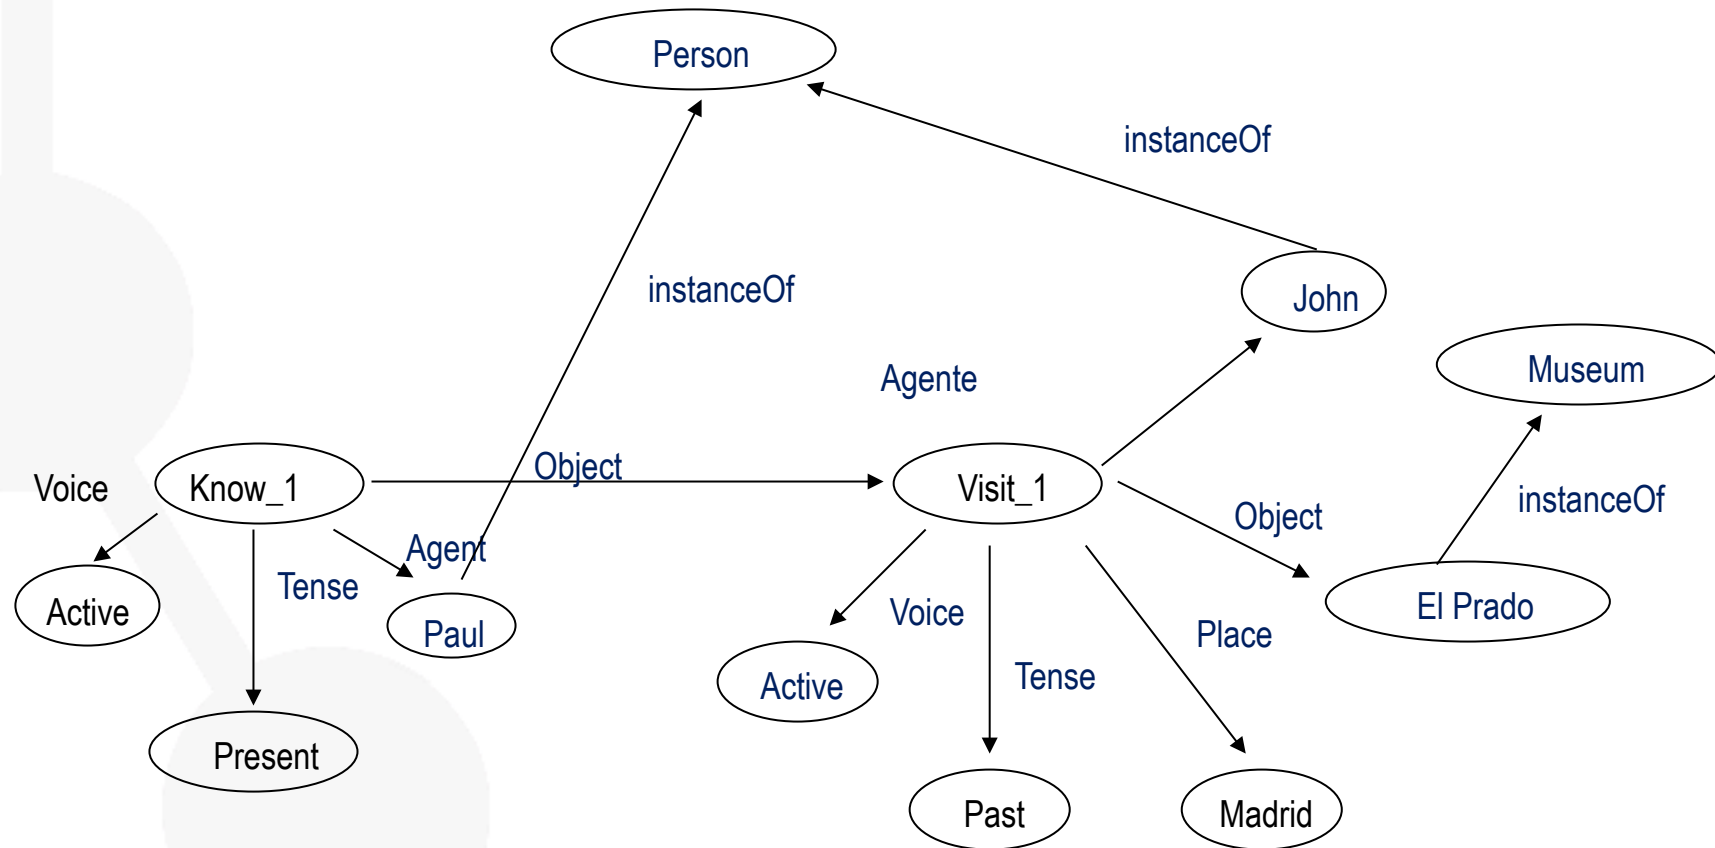 Person
instanceOf
instanceOf
John
Agente
Museum
Object
Voice
Know_1
Visit_1
instanceOf
Object
Agent
Tense
Active
Paul
El Prado
Voice
Place
Active
Tense
Present
Past
Madrid